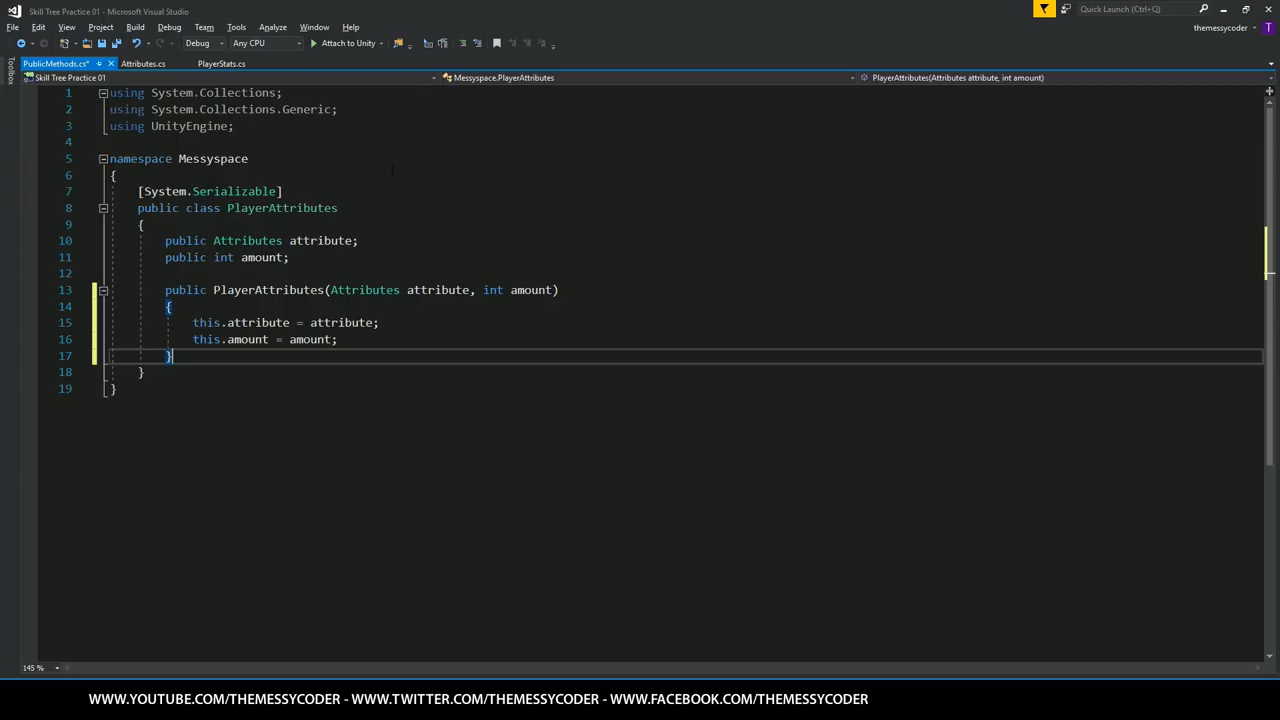 Skill Tree Practice 01 - Microsoft Visual Studio
Quick Launch (Ctrl+Q)
File Edit View Project Build Debug Team Tools Analyze Window Help
themessycoder T
Debug Any CPU Attach to Unity
Toolbox
PublicMethods.cs* Attributes.cs PlayerStats.cs
Skill Tree Practice 01 Messyspace.PlayerAttributes PlayerAttributes(Attributes attribute, int amount)
1 using System.Collections;
2 using System.Collections.Generic;
3 using UnityEngine;
4
5 namespace Messyspace
6 {
7 [System.Serializable]
8 public class PlayerAttributes
9 {
10 public Attributes attribute;
11 public int amount;
12
13 public PlayerAttributes(Attributes attribute, int amount)
14 {
15 this.attribute = attribute;
16 this.amount = amount;
17 }
18 }
19 }
145 %
WWW.YOUTUBE.COM/THEMESSYCODER - WWW.TWITTER.COM/THEMESSYCODER - WWW.FACEBOOK.COM/THEMESSYCODER